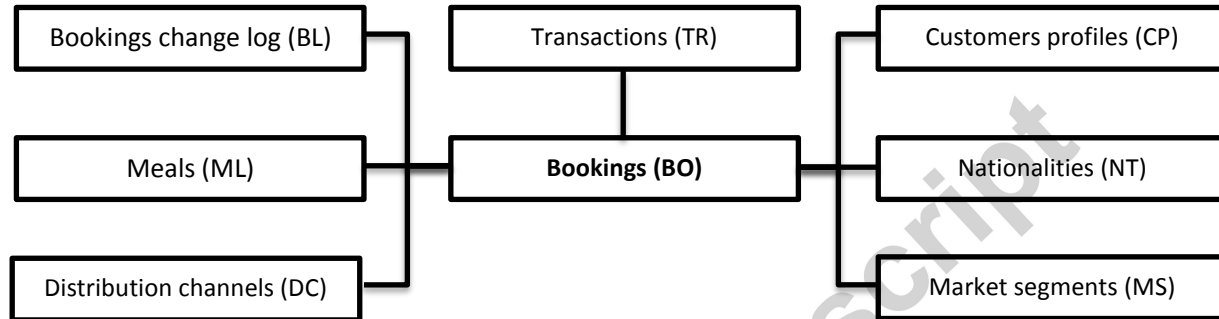 Bookings change log (BL)
Transactions (TR)
Customers profiles (CP)
Meals (ML)
Bookings (BO)
Nationalities (NT)
Distribution channels (DC)
Market segments (MS)
script